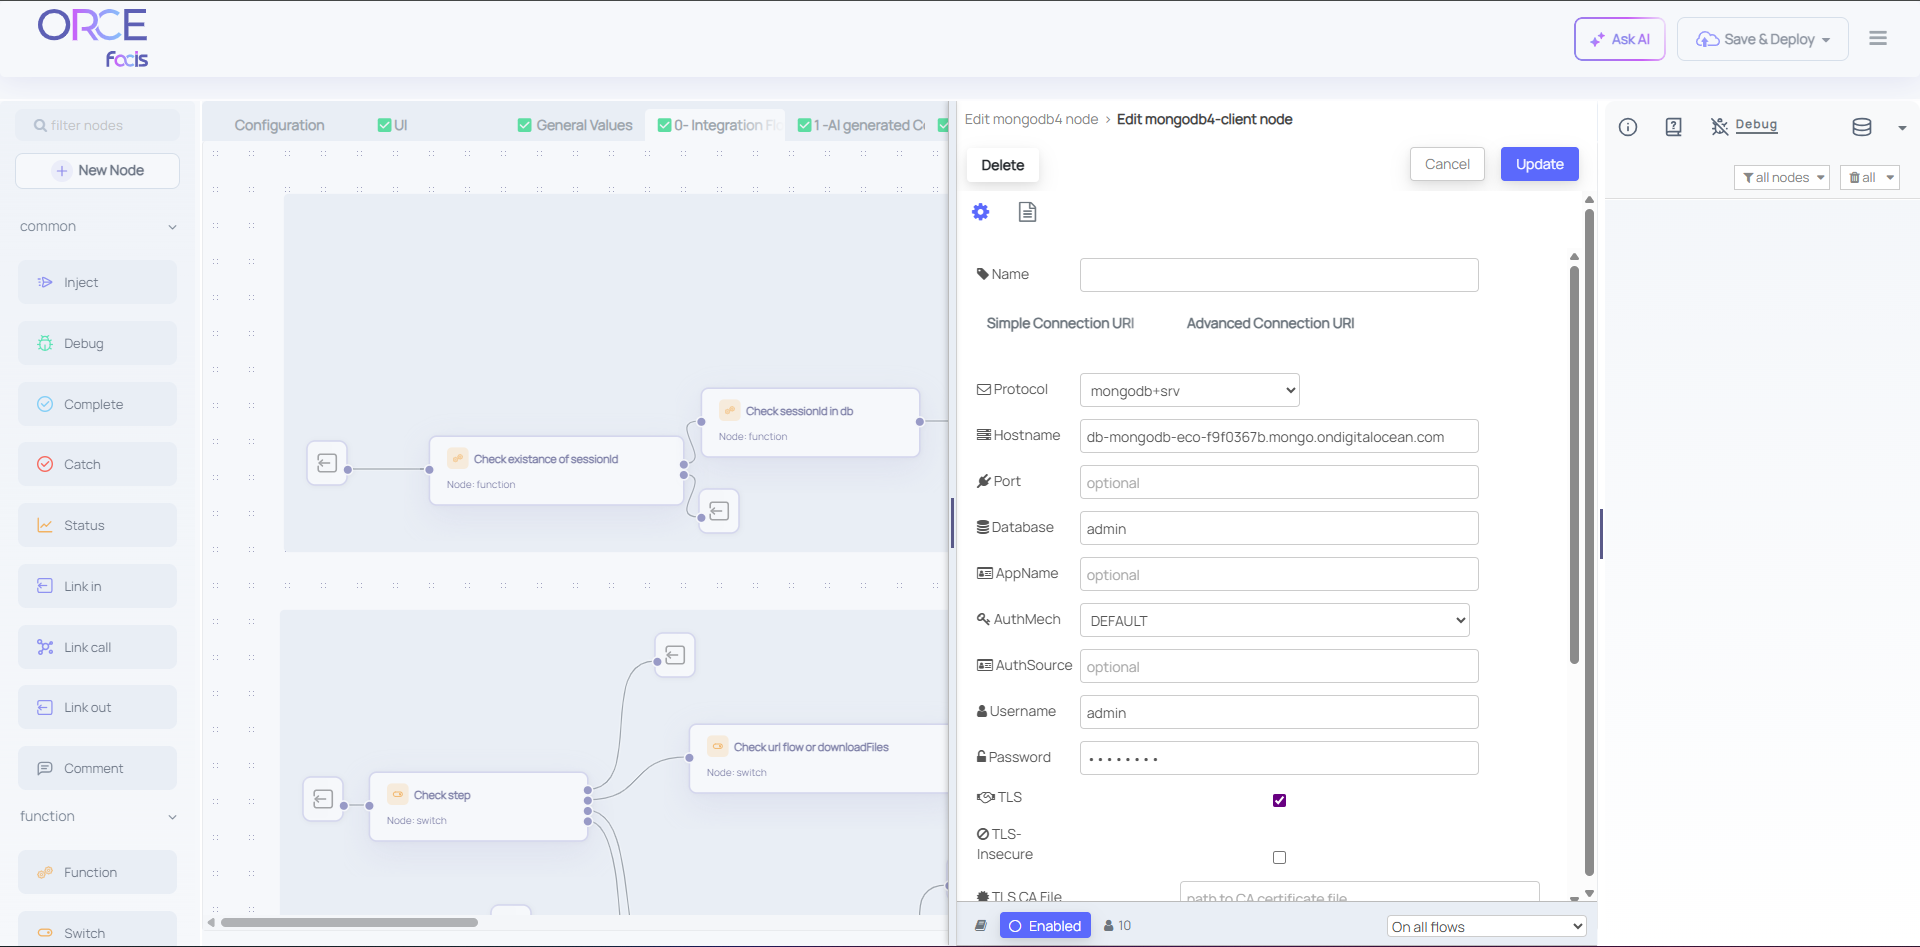 ORCE
facis
Ask AI
Save & Deploy
filter nodes
New Node
common
Inject
Debug
Complete
Catch
Status
Link in
Link call
Link out
Comment
function
Function
Switch
Configuration
UI
General Values
0- Integration Flo
1 -AI generated Co
Check sessionId in db
Node: function
Check existance of sessionId
Node: function
Check url flow or downloadFiles
Node: switch
Check step
Node: switch
Edit mongodb4 node > Edit mongodb4-client node
Delete
Cancel
Update
Name
Simple Connection URI
Advanced Connection URI
Protocol
mongodb+srv
Hostname
db-mongodb-eco-f9f0367b.mongo.ondigitalocean.com
Port
optional
Database
admin
AppName
optional
AuthMech
DEFAULT
AuthSource
optional
Username
admin
Password
••••••••
TLS
TLS-
Insecure
TLS CA File
path to CA certificate file
Enabled
10
On all flows
Debug
all nodes
all